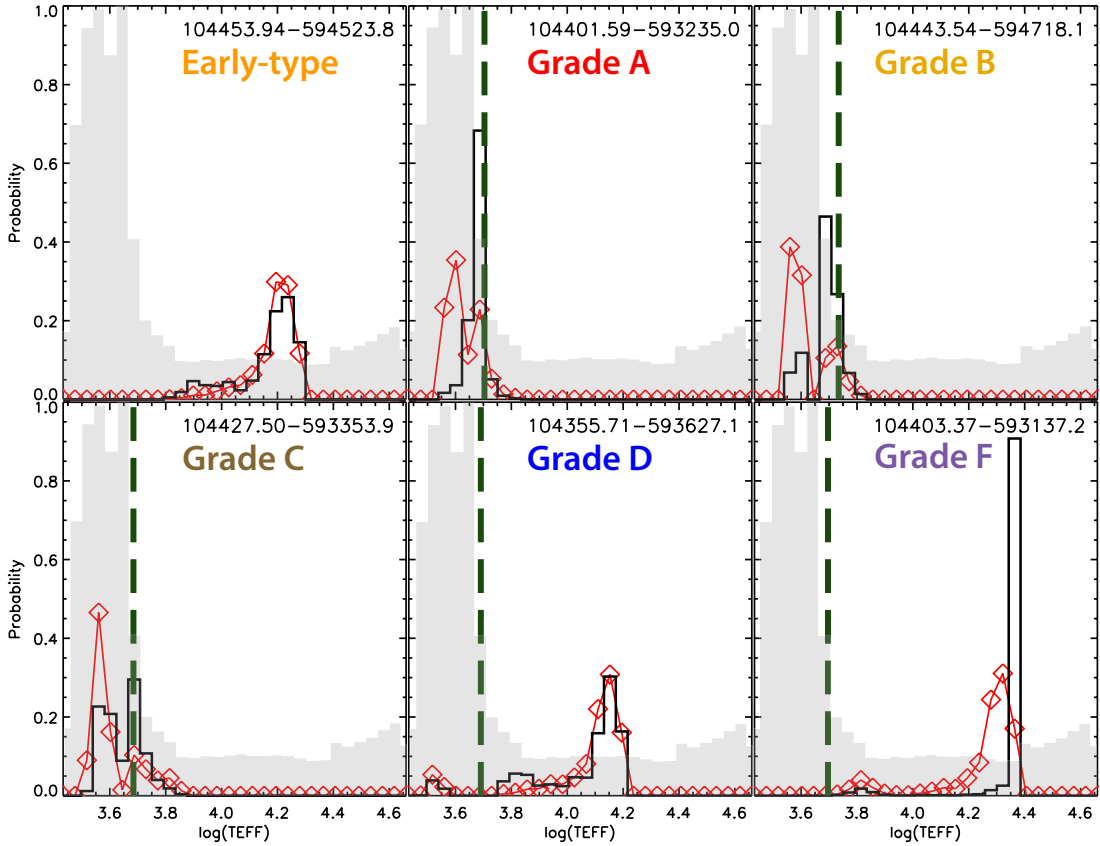 104453.94−594523.8
Early-type
104401.59−593235.0
Grade A
104443.54−594718.1
Grade B
1.0
0.8
0.6
0.4
0.2
0.0
Probability
104427.50−593353.9
Grade C
104355.71−593627.1
Grade D
104403.37−593137.2
Grade F
1.0
0.8
0.6
0.4
0.2
0.0
Probability
3.6 3.8 4.0 4.2 4.4 4.6
log(TEFF)
3.6 3.8 4.0 4.2 4.4 4.6
log(TEFF)
3.6 3.8 4.0 4.2 4.4 4.6
log(TEFF)